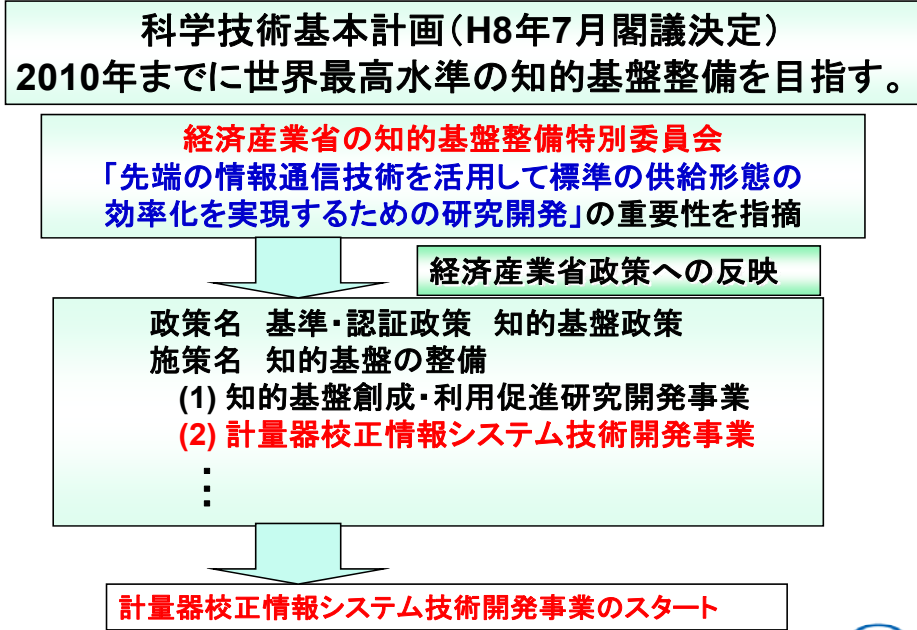 科学技術基本計画(H8年7月閣議決定)
2010年までに世界最高水準の知的基盤整備を目指す。
経済産業省の知的基盤整備特別委員会
「先端の情報通信技術を活用して標準の供給形態の
効率化を実現するための研究開発」の重要性を指摘
経済産業省政策への反映
政策名 基準・認証政策 知的基盤政策
施策名 知的基盤の整備
(1) 知的基盤創成・利用促進研究開発事業
(2) 計量器校正情報システム技術開発事業
⋮
計量器校正情報システム技術開発事業のスタート